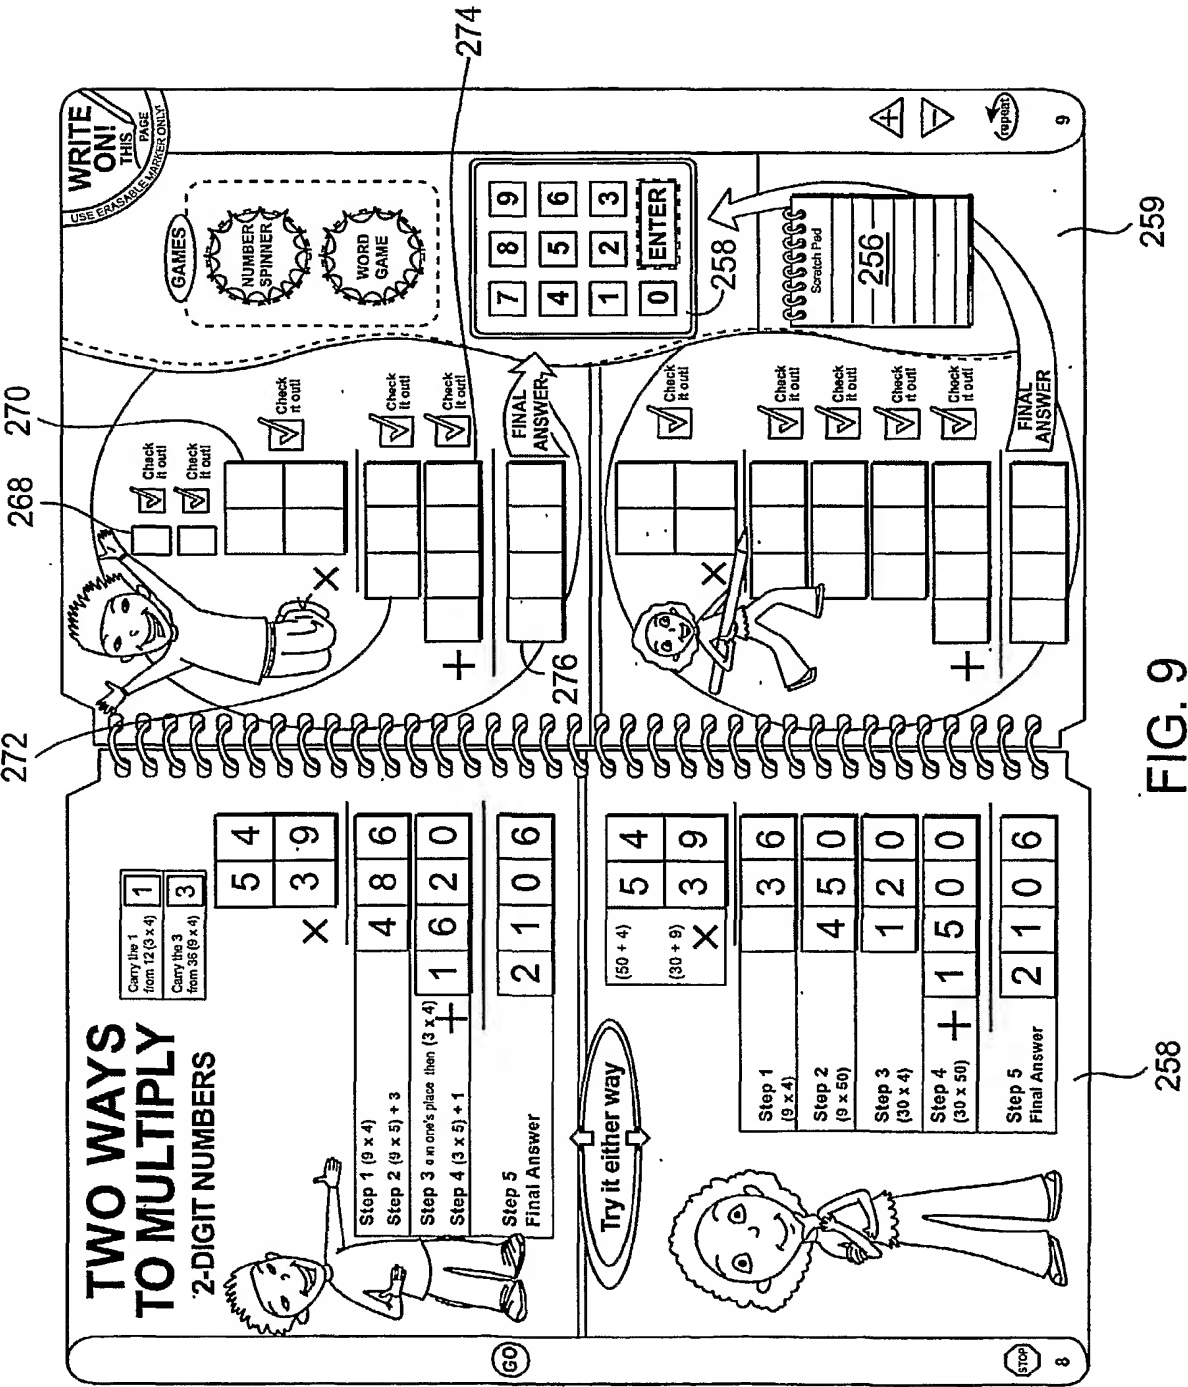 TWO WAYS
TO MULTIPLY
2-DIGIT NUMBERS
Carry the 1
from 12 (3 x 4)
1
Carry the 3
from 36 (9 x 4)
3
5 4
X 3 9
Step 1 (9 x 4)
Step 2 (9 x 5) + 3
4 8 6
Step 3 in one's place then (3 x 4)
Step 4 (3 x 5) + 1
+ 1 6 2 0
Step 5
Final Answer
2 1 0 6
Try it either way
(50 + 4) 5 4
(30 + 9) X 3 9
Step 1
(9 x 4)
3 6
Step 2
(9 x 50)
4 5 0
Step 3
(30 x 4)
1 2 0
Step 4
(30 x 50)
+ 1 5 0 0
Step 5
Final Answer
2 1 0 6
GO
STOP
8
258
WRITE
ON!
THIS
PAGE
USE ERASABLE MARKER ONLY!
268
270
272
274
276
Check
it out!
Check
it out!
X
Check
it out!
Check
it out!
+
Check
it out!
FINAL
ANSWER
GAMES
NUMBER
SPINNER
WORD
GAME
7 8 9
4 5 6
1 2 3
0 ENTER
258
X
Check
it out!
Check
it out!
Check
it out!
Check
it out!
+
Check
it out!
FINAL
ANSWER
Scratch Pad
256
+
−
repeat
9
259
FIG. 9